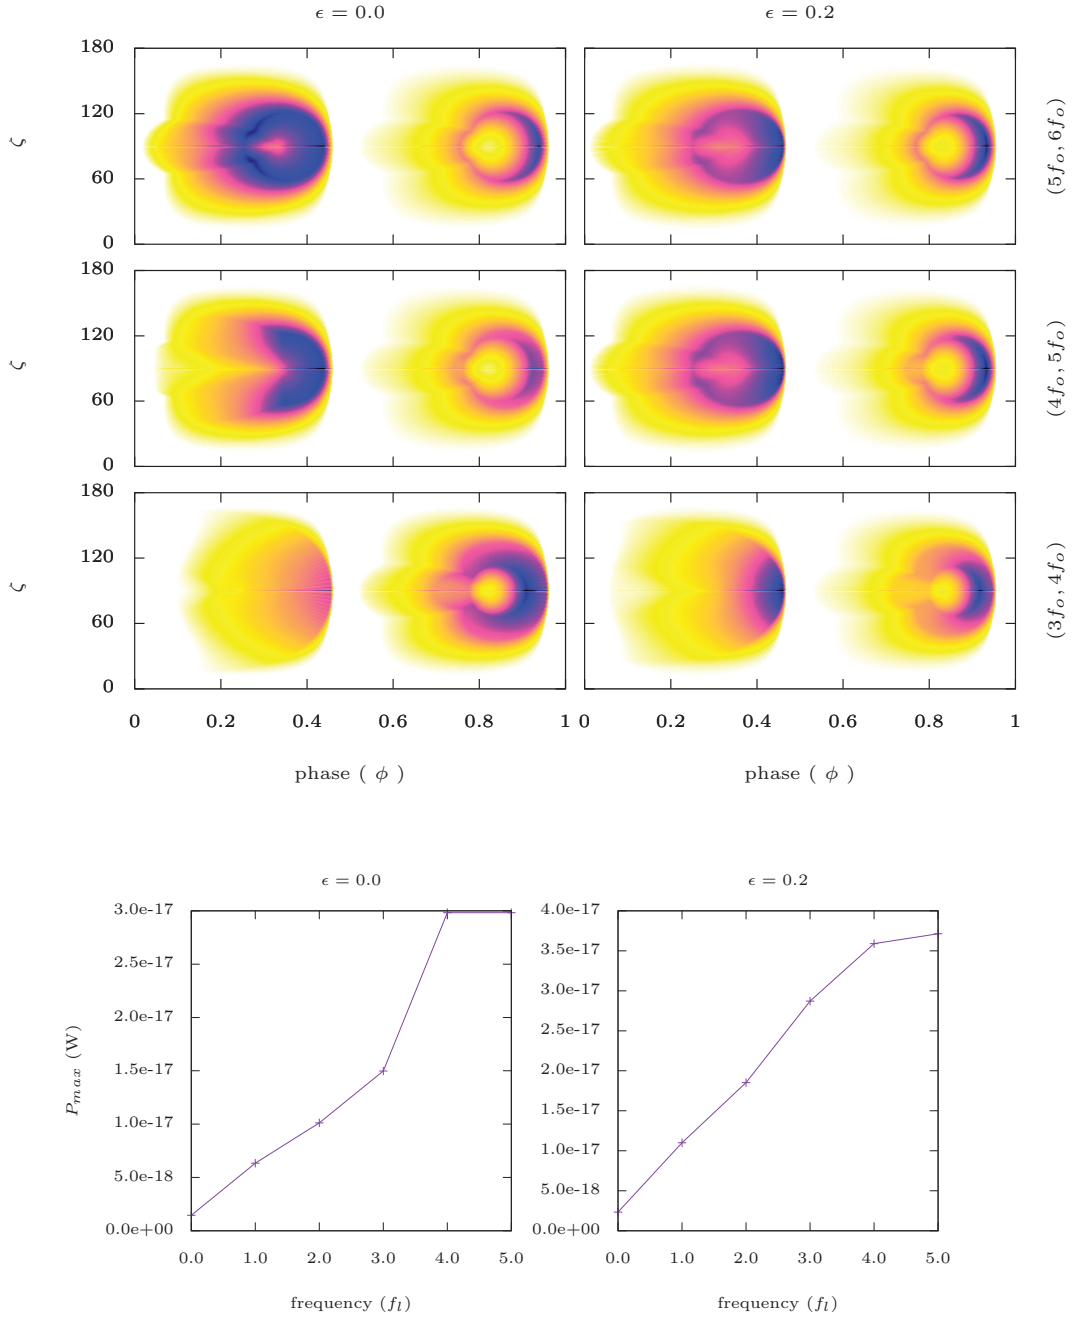 ϵ = 0.0 ϵ = 0.2
180
120
ζ
60
0
(5f_o, 6f_o)
180
120
ζ
60
0
(4f_o, 5f_o)
180
120
ζ
60
0
(3f_o, 4f_o)
0 0.2 0.4 0.6 0.8 1 0 0.2 0.4 0.6 0.8 1
phase ( ϕ ) phase ( ϕ )
ϵ = 0.0 ϵ = 0.2
3.0e-17
2.5e-17
2.0e-17
1.5e-17
1.0e-17
5.0e-18
0.0e+00
P_max (W)
0.0 1.0 2.0 3.0 4.0 5.0
frequency (f_l)
4.0e-17
3.5e-17
3.0e-17
2.5e-17
2.0e-17
1.5e-17
1.0e-17
5.0e-18
0.0e+00
0.0 1.0 2.0 3.0 4.0 5.0
frequency (f_l)